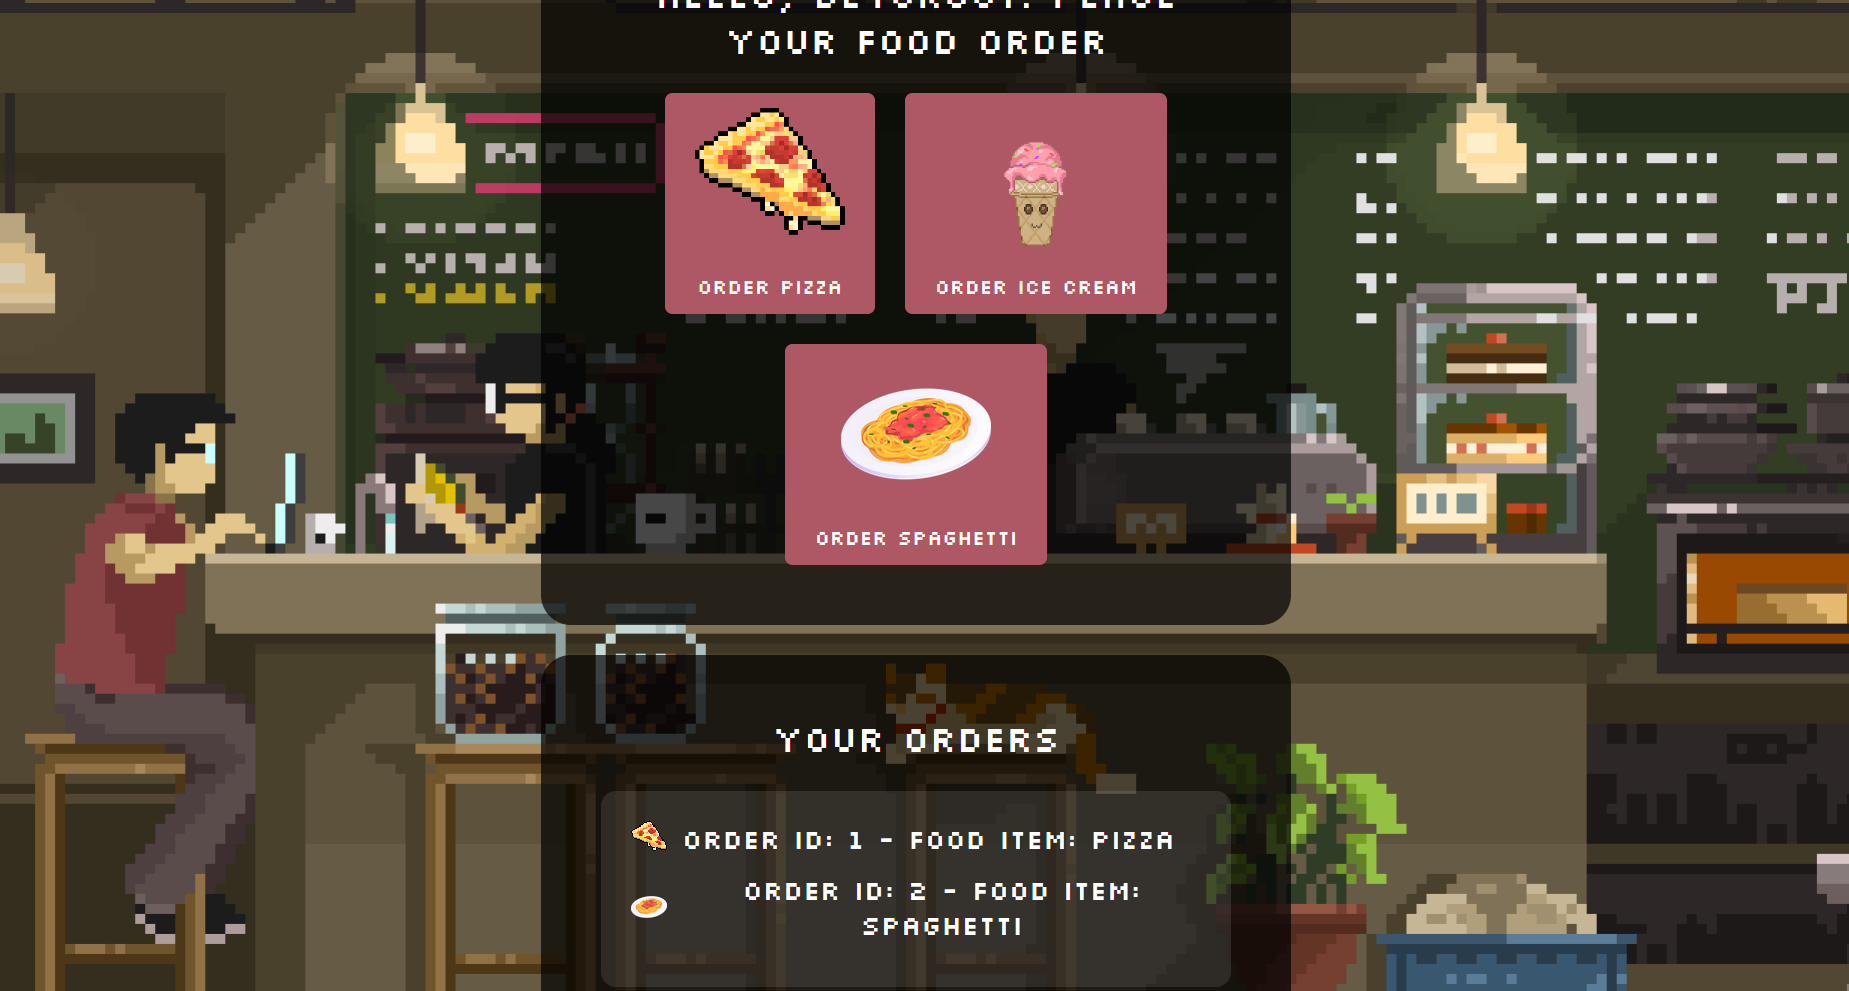 YOUR FOOD ORDER
ORDER PIZZA
ORDER ICE CREAM
ORDER SPAGHETTI
YOUR ORDERS
ORDER ID: 1 - FOOD ITEM: PIZZA
ORDER ID: 2 - FOOD ITEM:
SPAGHETTI